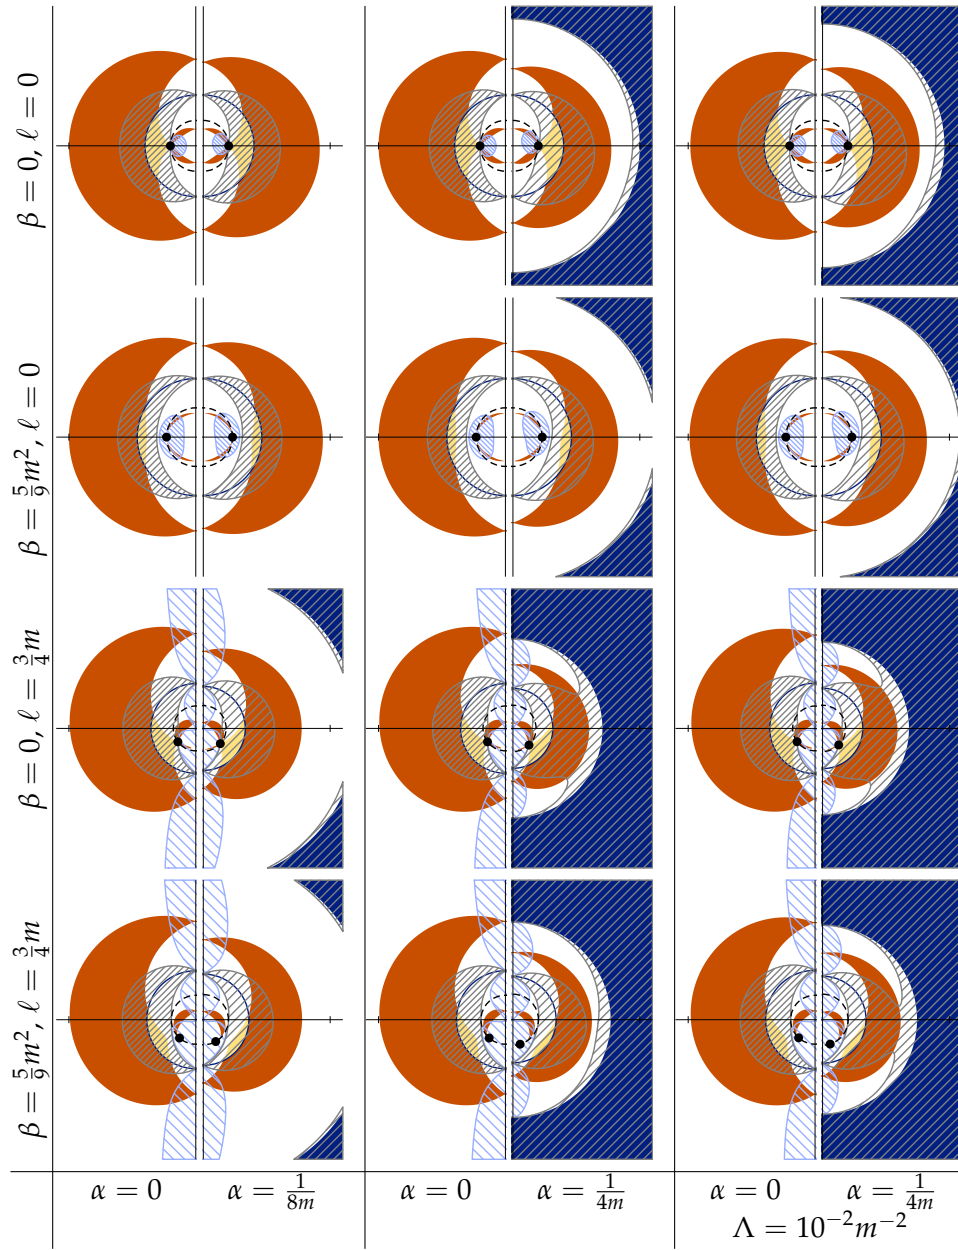 β = 0, ℓ = 0
β = 5/9 m², ℓ = 0
β = 0, ℓ = 3/4 m
β = 5/9 m², ℓ = 3/4 m
α = 0 α = 1/8m α = 0 α = 1/4m α = 0 α = 1/4m
Λ = 10⁻²m⁻²